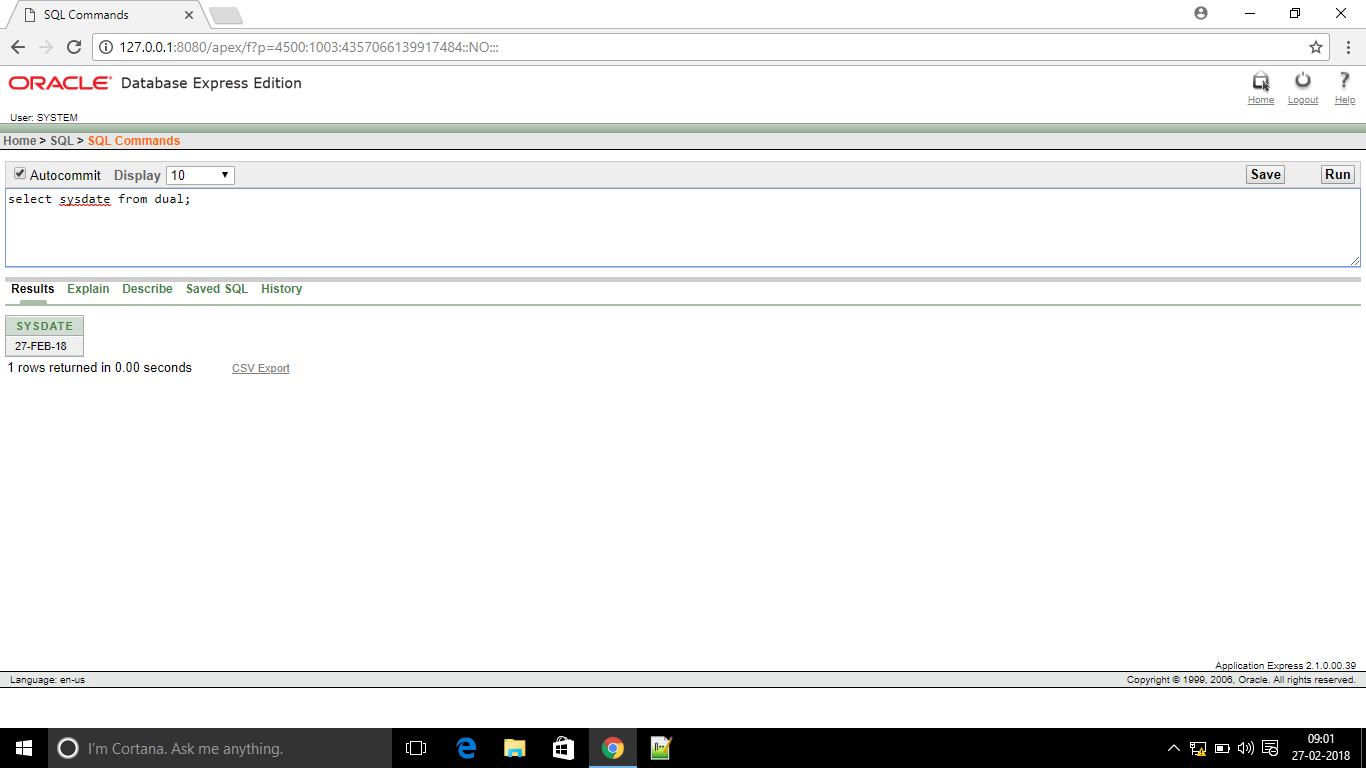 SQL Commands
127.0.0.1:8080/apex/f?p=4500:1003:4357066139917484::NO:::
ORACLE Database Express Edition
Home Logout Help
User: SYSTEM
Home > SQL > SQL Commands
Autocommit Display 10 Save Run
select sysdate from dual;
Results Explain Describe Saved SQL History
SYSDATE
27-FEB-18
1 rows returned in 0.00 seconds CSV Export
Application Express 2.1.0.00.39
Language: en-us Copyright © 1999, 2006, Oracle. All rights reserved.
I'm Cortana. Ask me anything.
09:01
27-02-2018